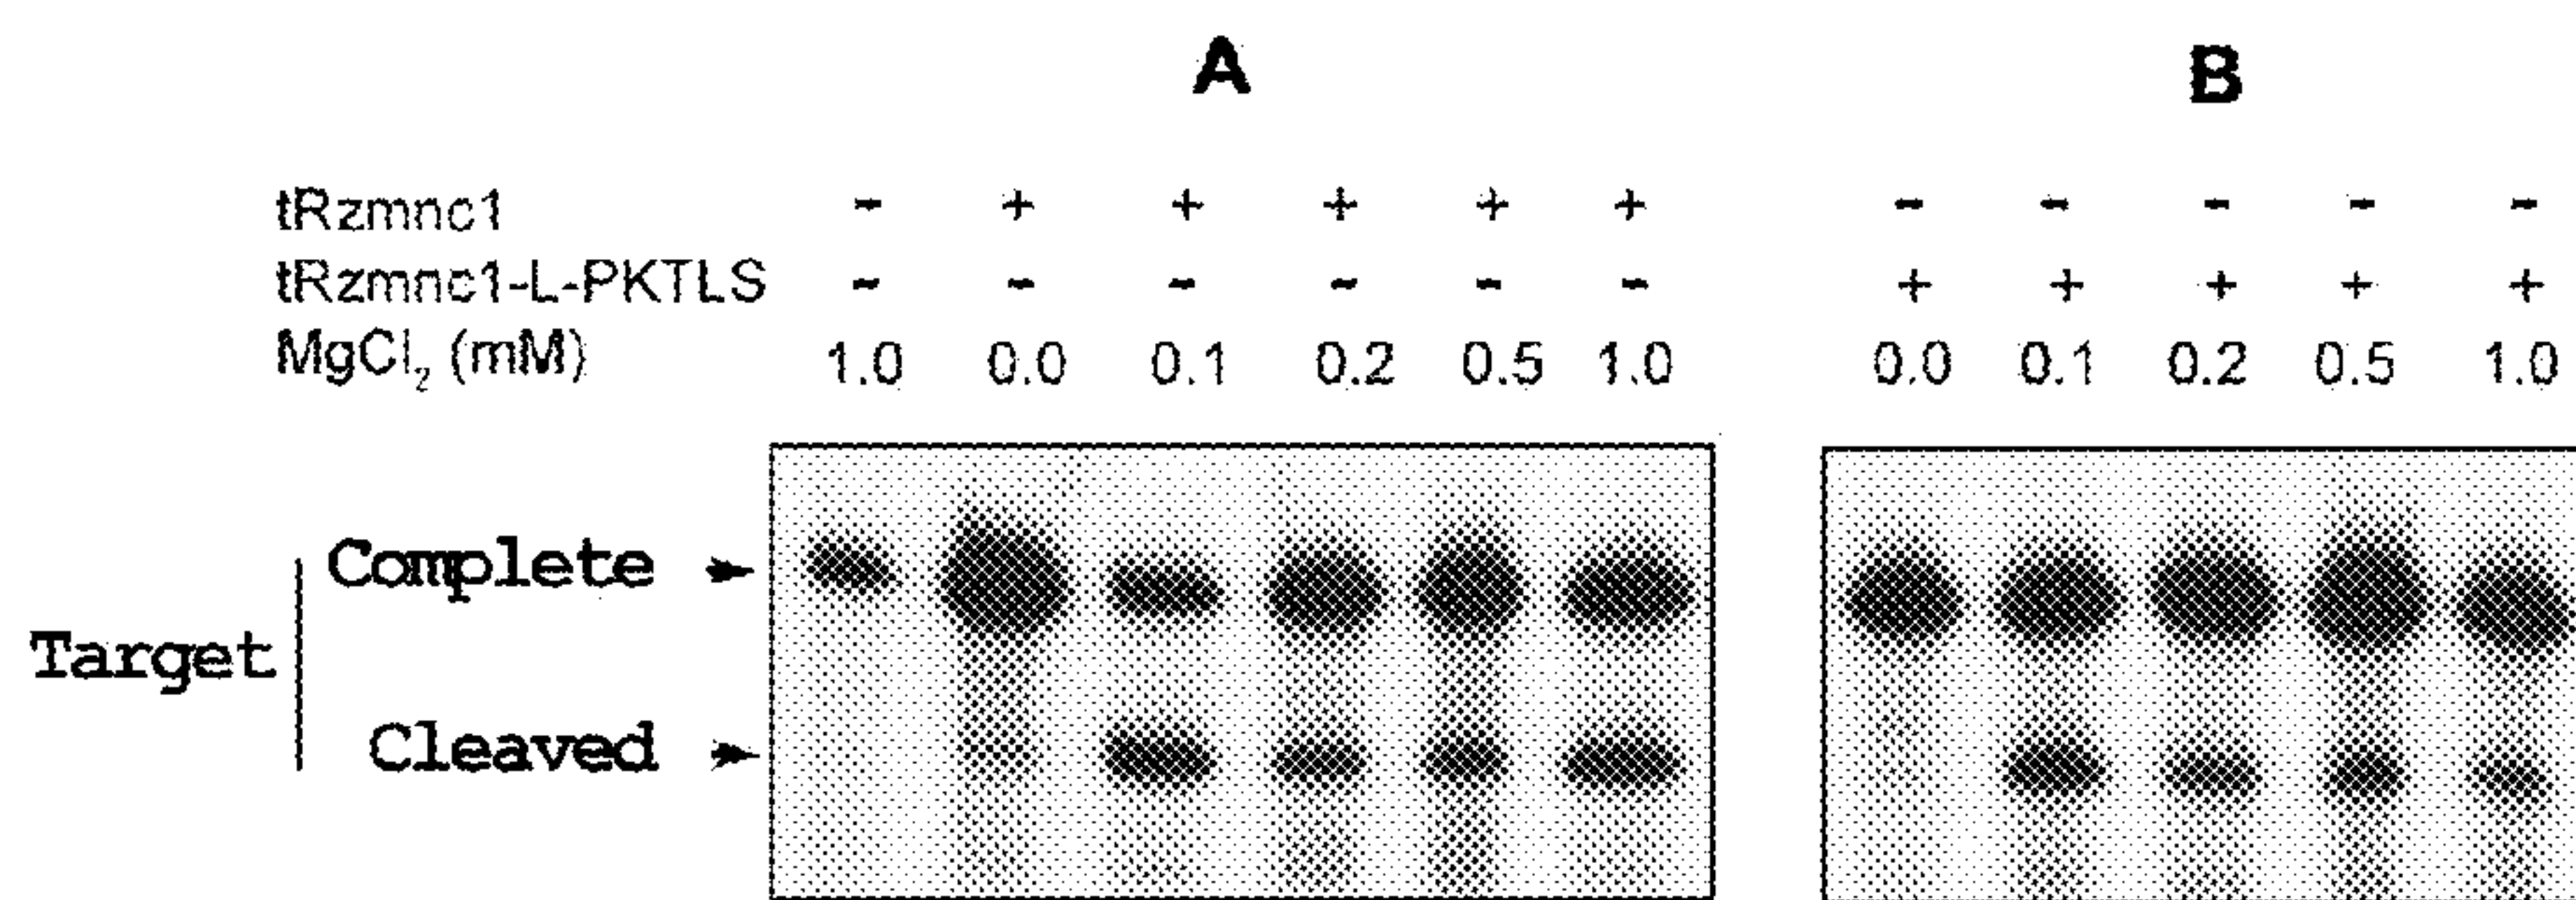 A B
tRzmnc1 - + + + + + - - - - -
tRzmnc1-L-PKTLS - - - - - - + + + + +
MgCl₂ (mM) 1.0 0.0 0.1 0.2 0.5 1.0 0.0 0.1 0.2 0.5 1.0
Complete
Target
Cleaved